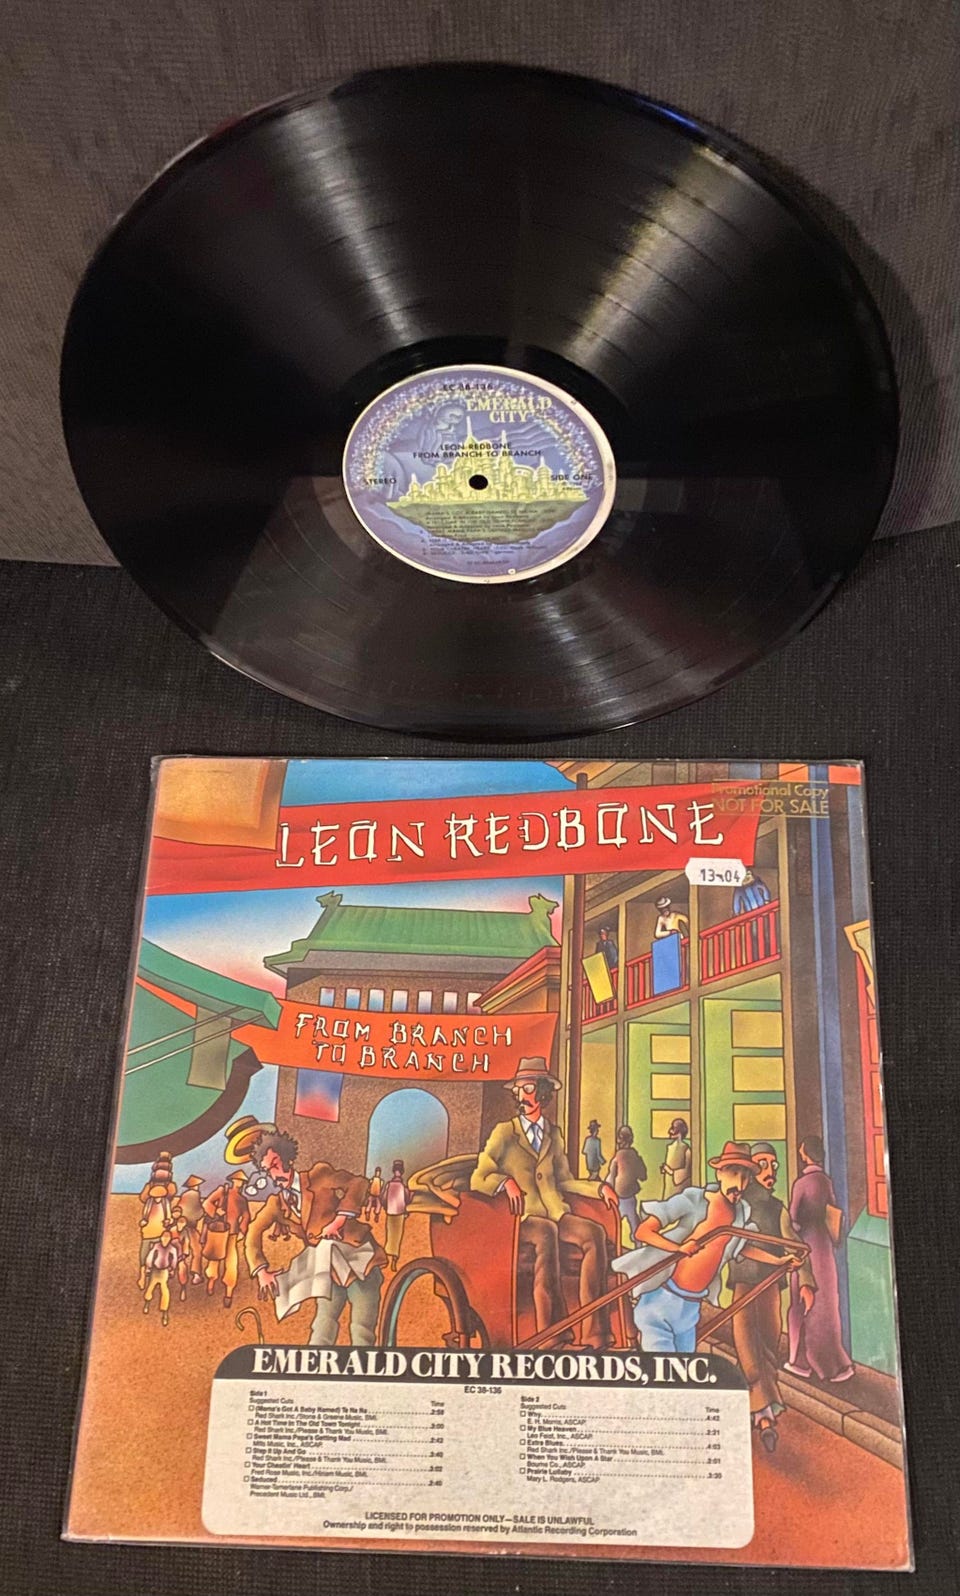 EC 38-136
EMERALD
CITY
LEON REDBONE
FROM BRANCH TO BRANCH
STEREO
SIDE ONE
Promotional Copy
NOT FOR SALE
LEON REDBONE
13-04
FROM BRANCH
TO BRANCH
EMERALD CITY RECORDS, INC.
EC 38-136
Side 1
Suggested Cuts Time
(Mama's Got A Baby Named) Te Na Na 2:58
Red Shark Inc./Stone & Greene Music, BMI.
A Hot Time In The Old Town Tonight 3:00
Red Shark Inc./Please & Thank You Music, BMI.
Sweet Mama Papa's Getting Mad 2:42
Mills Music, Inc., ASCAP.
Step It Up And Go
Red Shark Inc./Please & Thank You Music, BMI.
Your Cheatin' Heart 3:02
Fred Rose Music, Inc./Hiriam Music, BMI.
Seduced
Warner-Tamerlane Publishing Corp./
Precedent Music Ltd., BMI.
Side 2
Suggested Cuts Time
Why 4:42
E. H. Morris, ASCAP.
My Blue Heaven 2:21
Leo Feist, Inc., ASCAP.
Extra Blues 4:03
Red Shark Inc./Please & Thank You Music, BMI.
When You Wish Upon A Star 3:01
Bourne Co., ASCAP.
Prairie Lullaby
Mary L. Rodgers, ASCAP.
LICENSED FOR PROMOTION ONLY—SALE IS UNLAWFUL
Ownership and right to possession reserved by Atlantic Recording Corporation